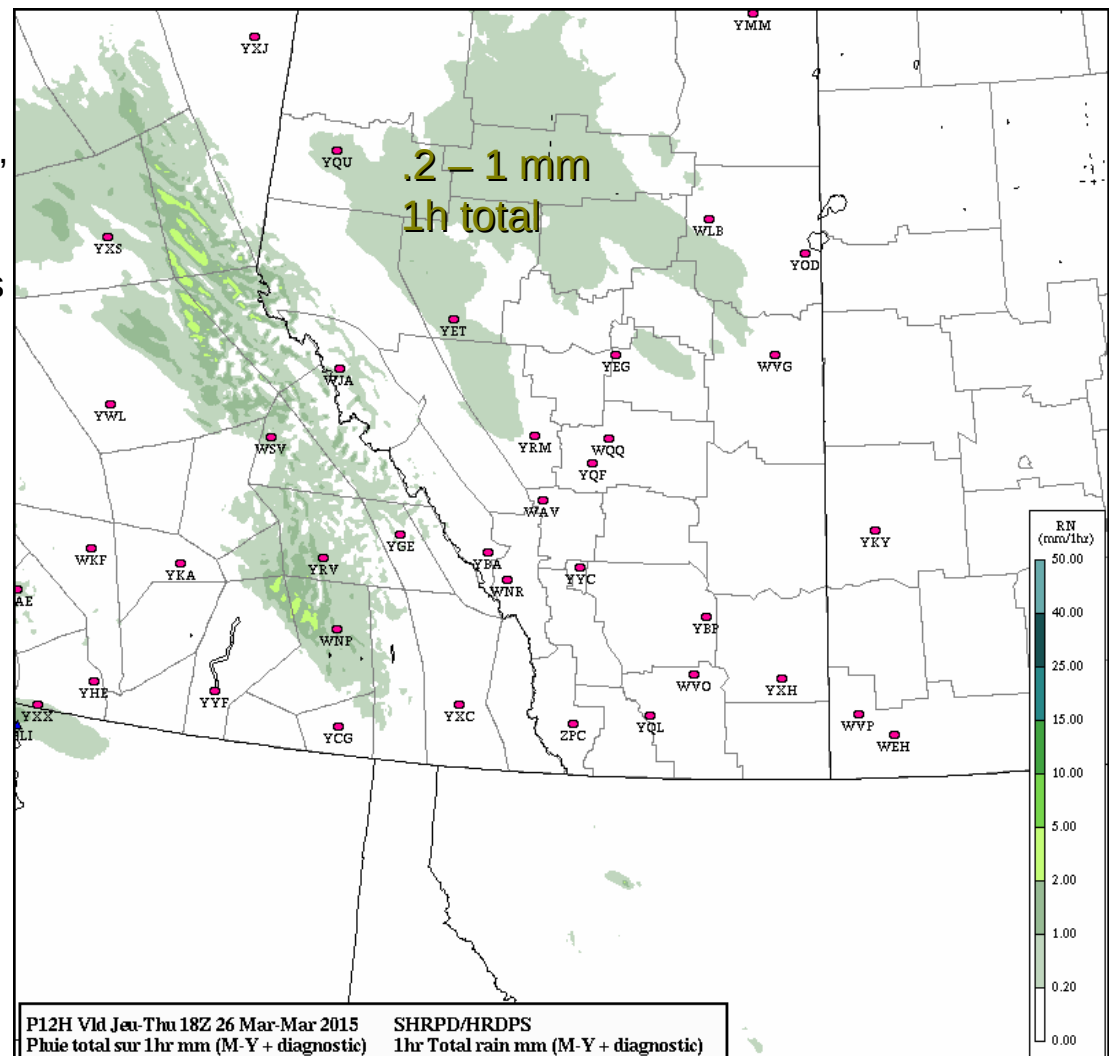 YMM
YXJ
,
YQU
.2 – 1 mm
1h total
WLB
YXS
YOD
s
YET
YEG
WVG
WJA
YWL
WSV
YRM
WQQ
YQF
WAV
RN
(mm/1hr)
YKY
WKF
YKA
YRV
YGE
YBA
YYC
50.00
WNR
AE
40.00
YBP
WNP
25.00
YHE
YYF
WVO
YXH
15.00
YXX
YXC
ZPC
YQL
WVP
LI
YCG
WEH
10.00
5.00
2.00
1.00
0.20
0.00
P12H Vld Jeu-Thu 18Z 26 Mar-Mar 2015 SHRPD/HRDPS
Pluie total sur 1hr mm (M-Y + diagnostic) 1hr Total rain mm (M-Y + diagnostic)